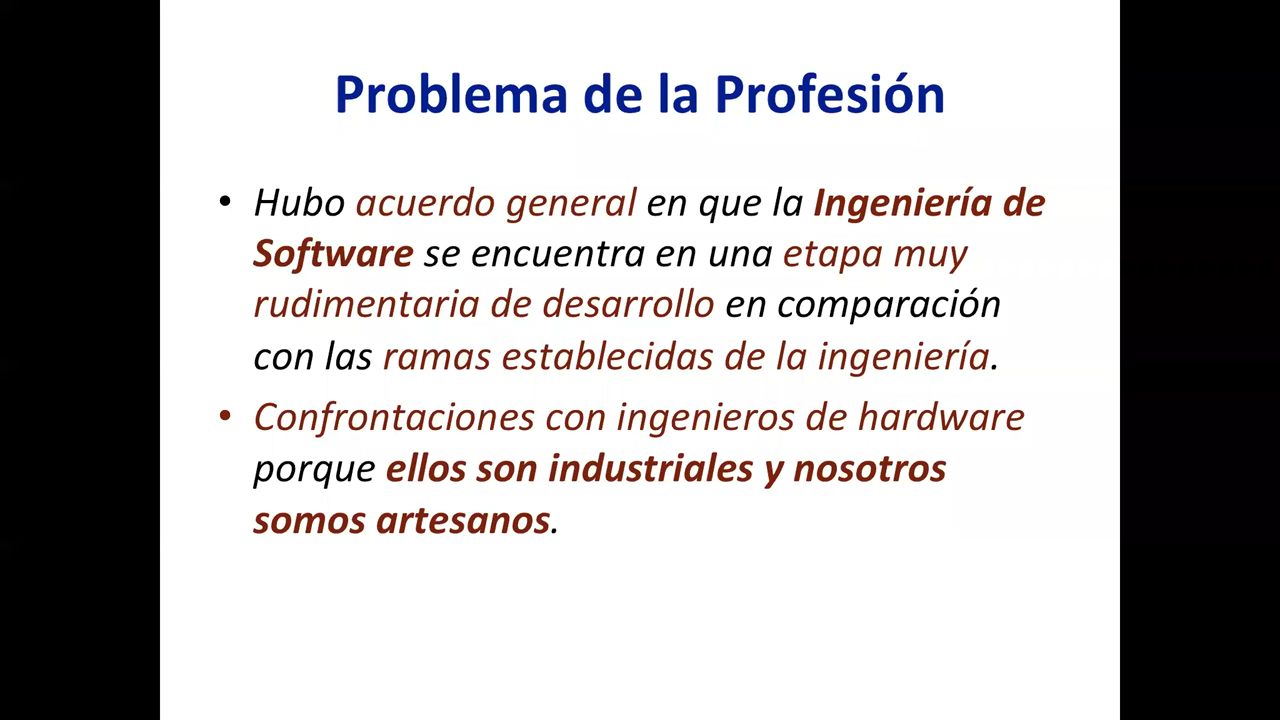 Problema de la Profesión
• Hubo acuerdo general en que la Ingeniería de
Software se encuentra en una etapa muy
rudimentaria de desarrollo en comparación
con las ramas establecidas de la ingeniería.
• Confrontaciones con ingenieros de hardware
porque ellos son industriales y nosotros
somos artesanos.